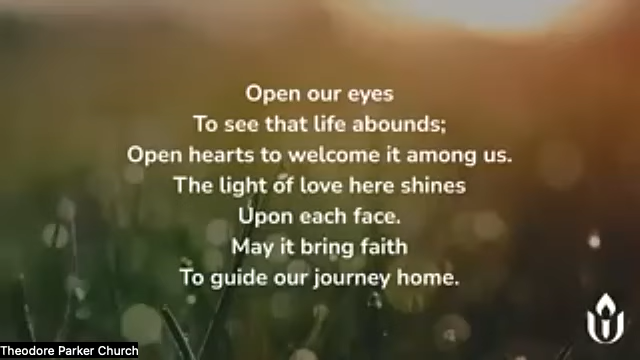 Open our eyes
To see that life abounds;
Open hearts to welcome it among us.
The light of love here shines
Upon each face.
May it bring faith
To guide our journey home.
Theodore Parker Church